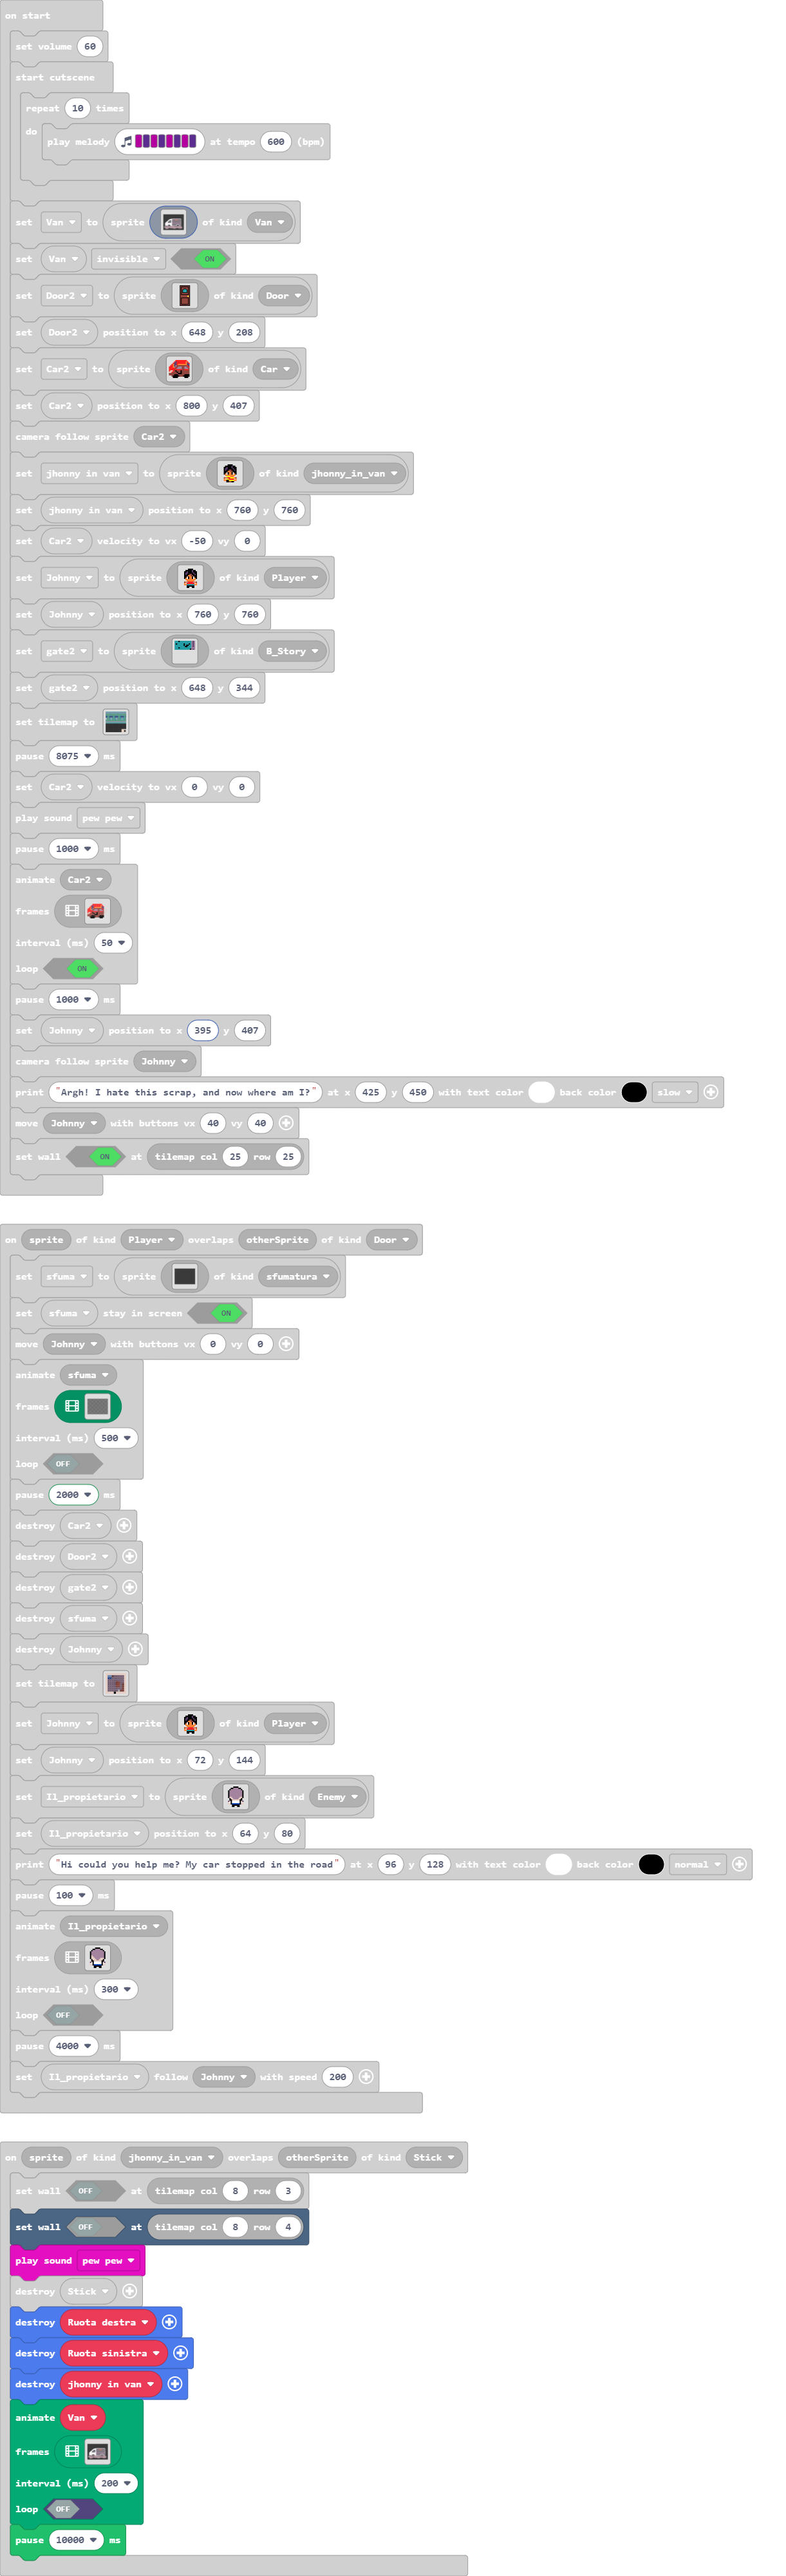 on start
set volume 60
start cutscene
repeat 10 times
do
play melody at tempo 600 (bpm)
set Van to sprite of kind Van
set Van invisible ON
set Door2 to sprite of kind Door
set Door2 position to x 648 y 208
set Car2 to sprite of kind Car
set Car2 position to x 800 y 407
camera follow sprite Car2
set jhonny in van to sprite of kind jhonny_in_van
set jhonny in van position to x 760 y 760
set Car2 velocity to vx -50 vy 0
set Johnny to sprite of kind Player
set Johnny position to x 760 y 760
set gate2 to sprite of kind B_Story
set gate2 position to x 648 y 344
set tilemap to
pause 8075 ms
set Car2 velocity to vx 0 vy 0
play sound pew pew
pause 1000 ms
animate Car2
frames
interval (ms) 50
loop ON
pause 1000 ms
set Johnny position to x 395 y 407
camera follow sprite Johnny
print "Argh! I hate this scrap, and now where am I?" at x 425 y 450 with text color back color slow
move Johnny with buttons vx 40 vy 40
set wall ON at tilemap col 25 row 25
on sprite of kind Player overlaps otherSprite of kind Door
set sfuma to sprite of kind sfumatura
set sfuma stay in screen ON
move Johnny with buttons vx 0 vy 0
animate sfuma
frames
interval (ms) 500
loop OFF
pause 2000 ms
destroy Car2
destroy Door2
destroy gate2
destroy sfuma
destroy Johnny
set tilemap to
set Johnny to sprite of kind Player
set Johnny position to x 72 y 144
set Il_propietario to sprite of kind Enemy
set Il_propietario position to x 64 y 80
print "Hi could you help me? My car stopped in the road" at x 96 y 128 with text color back color normal
pause 100 ms
animate Il_propietario
frames
interval (ms) 300
loop OFF
pause 4000 ms
set Il_propietario follow Johnny with speed 200
on sprite of kind jhonny_in_van overlaps otherSprite of kind Stick
set wall OFF at tilemap col 8 row 3
set wall OFF at tilemap col 8 row 4
play sound pew pew
destroy Stick
destroy Ruota destra
destroy Ruota sinistra
destroy jhonny in van
animate Van
frames
interval (ms) 200
loop OFF
pause 10000 ms